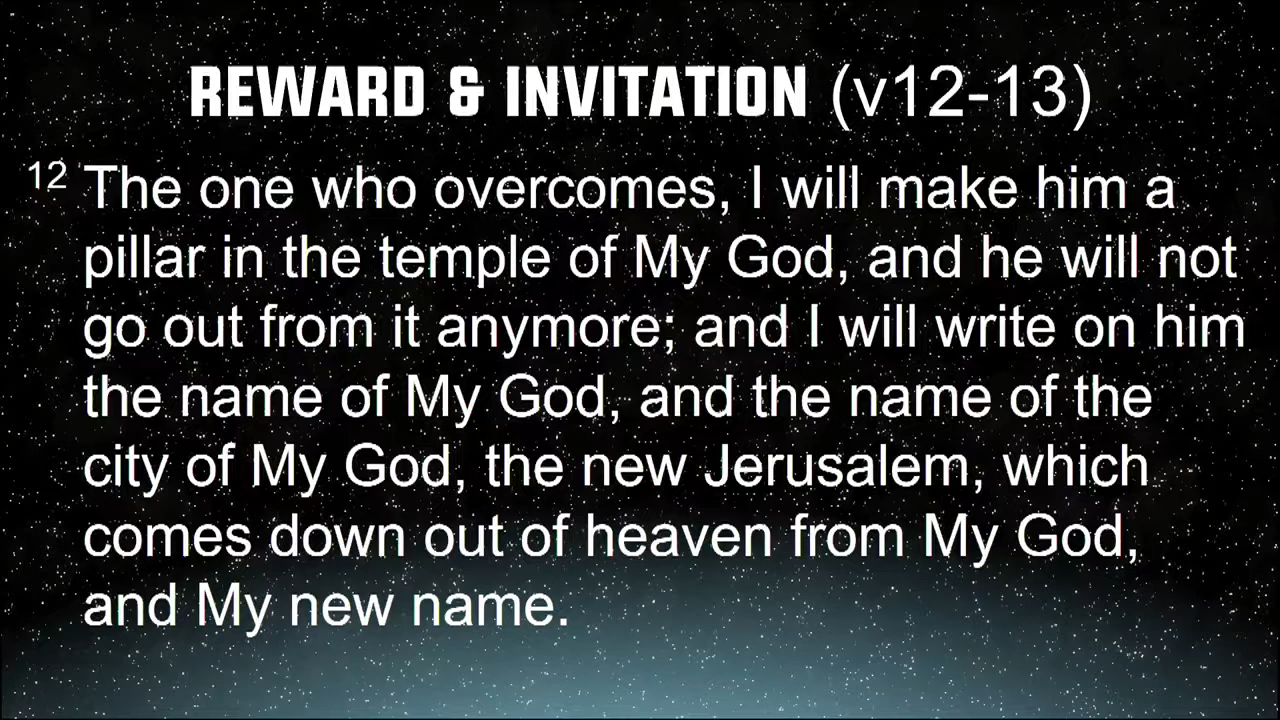 REWARD & INVITATION (v12-13)
12 The one who overcomes, I will make him a
pillar in the temple of My God, and he will not
go out from it anymore; and I will write on him
the name of My God, and the name of the
city of My God, the new Jerusalem, which
comes down out of heaven from My God,
and My new name.